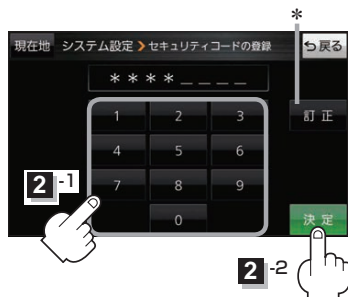 *
現在地 システム設定 > セキュリティコードの登録 戻る
* * * * _ _ _ _
1 2 3 訂正
4 5 6
2 -1
7 8 9
0 決定
2 -2